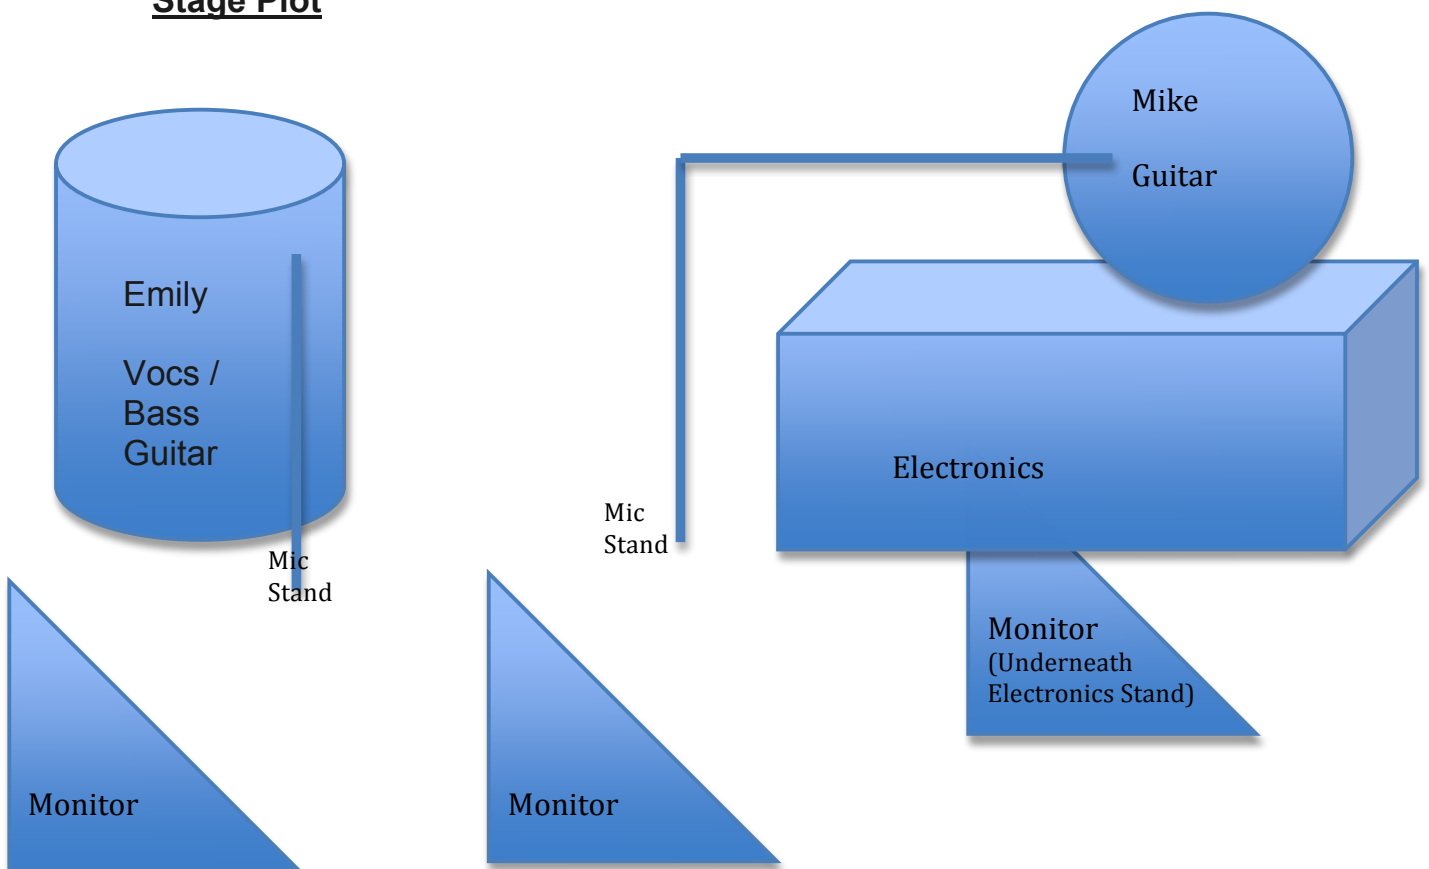 Stage Plot
Mike
Guitar
Emily
Vocs /
Bass
Guitar
Electronics
Mic
Stand
Mic
Stand
Monitor
(Underneath
Electronics Stand)
Monitor
Monitor